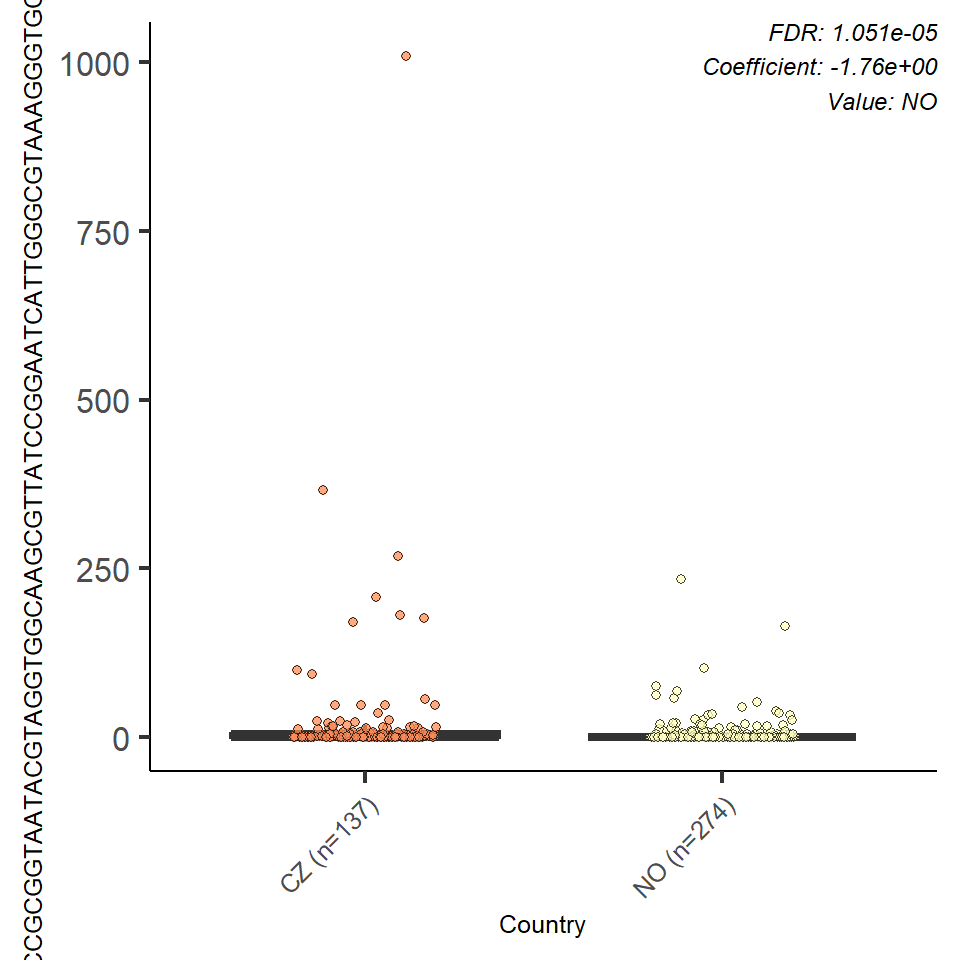 CCGCGGTAATACGTAGGTGGCAAGCGTTATCCGGAATCATTGGGCGTAAAGGGTGC
FDR: 1.051e-05
Coefficient: -1.76e+00
Value: NO
1000
750
500
250
0
CZ (n=137)
NO (n=274)
Country